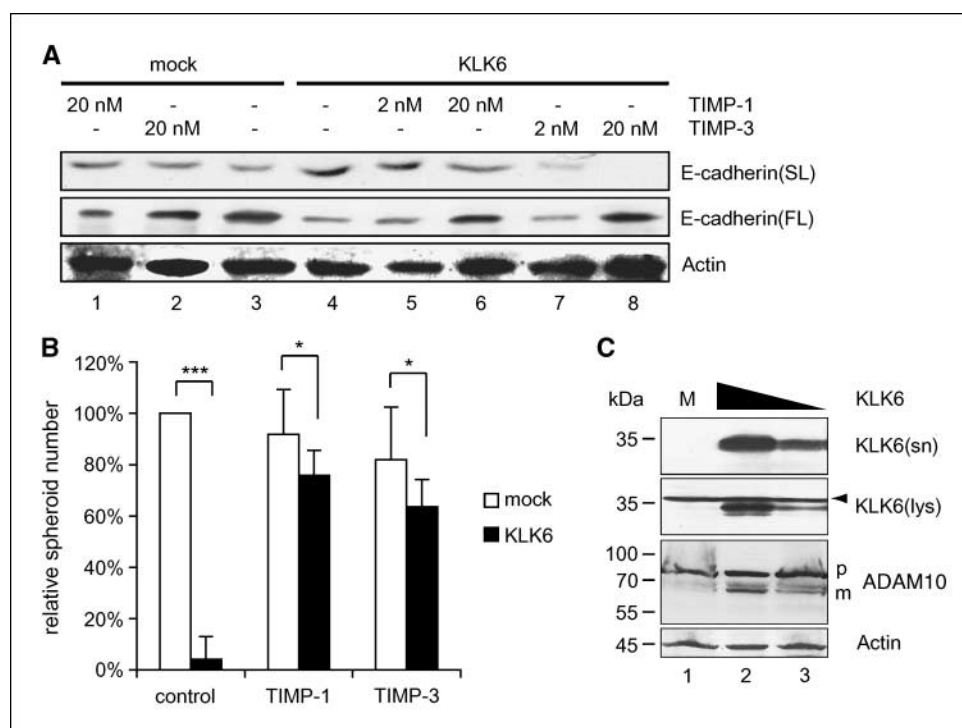 A
mock KLK6
20 nM - - - 2 nM 20 nM - - TIMP-1
- 20 nM - - - - 2 nM 20 nM TIMP-3
E-cadherin(SL)
E-cadherin(FL)
Actin
1 2 3 4 5 6 7 8
B
120%
100%
80%
60%
40%
20%
0%
relative spheroid number
*** * *
control TIMP-1 TIMP-3
mock
KLK6
C
kDa M KLK6
35 KLK6(sn)
35 KLK6(lys)
100
70
55
p
m
ADAM10
45 Actin
1 2 3